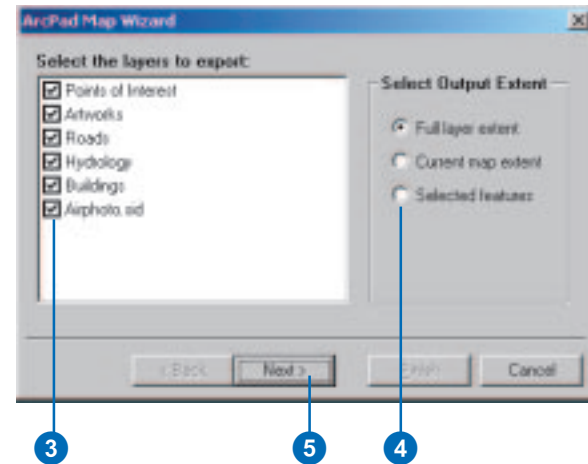 ArcPad Map Wizard
Select the layers to export:
Points of Interest
Artworks
Roads
Hydrology
Buildings
Airphoto.sid
Select Output Extent
Full layer extent
Current map extent
Selected features
< Back
Next >
Finish
Cancel
3
5
4